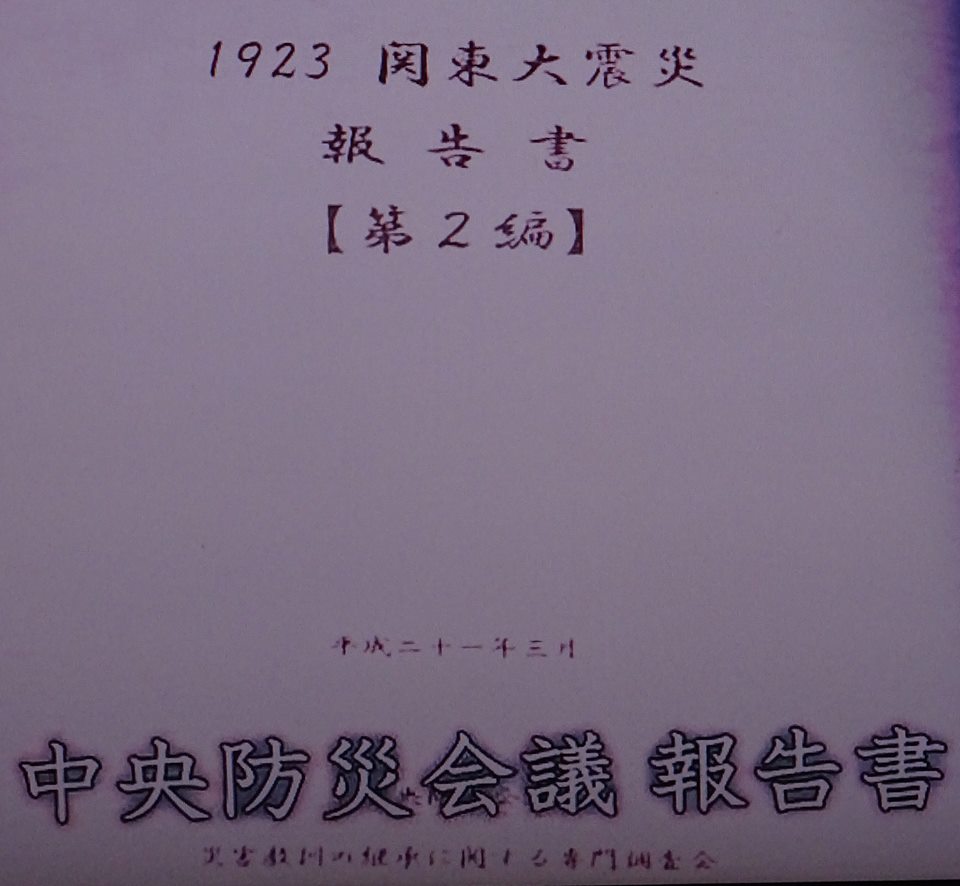 1923 関東大震災
報告書
【第2編】
平成二十一年三月
中央防災会議 報告書
災害教訓の継承に関する専門調査会